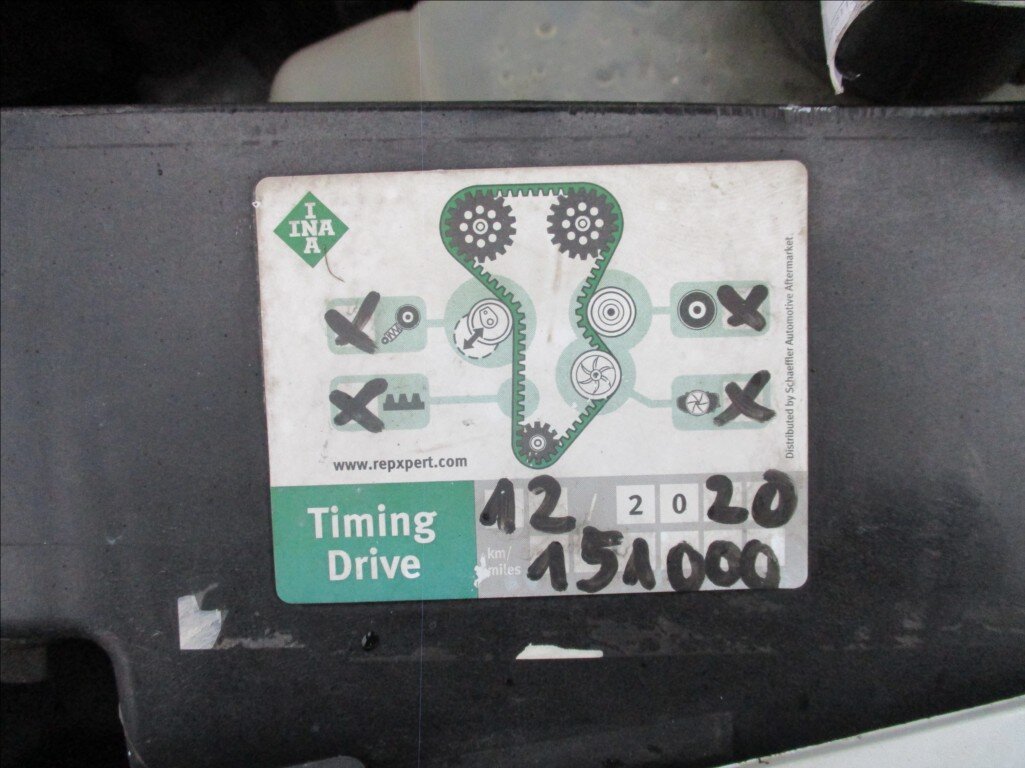 I
INA
A
Distributed by Schaeffler Automotive Aftermarket
X
X
X
X
www.repxpert.com
Timing
Drive
12 2020
km/
miles 151000